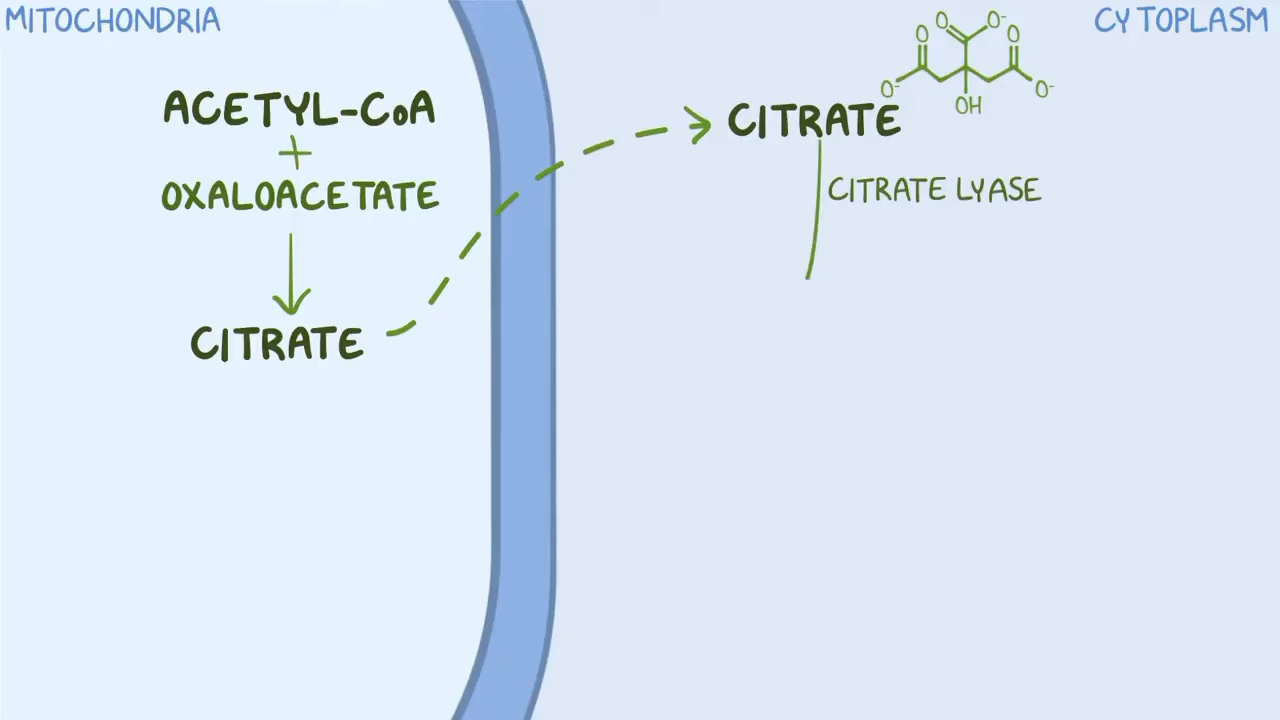 MITOCHONDRIA
CYTOPLASM
ACETYL-CoA
+
OXALOACETATE
CITRATE
CITRATE
O
O⁻
O
O
O⁻
O⁻
OH
CITRATE LYASE